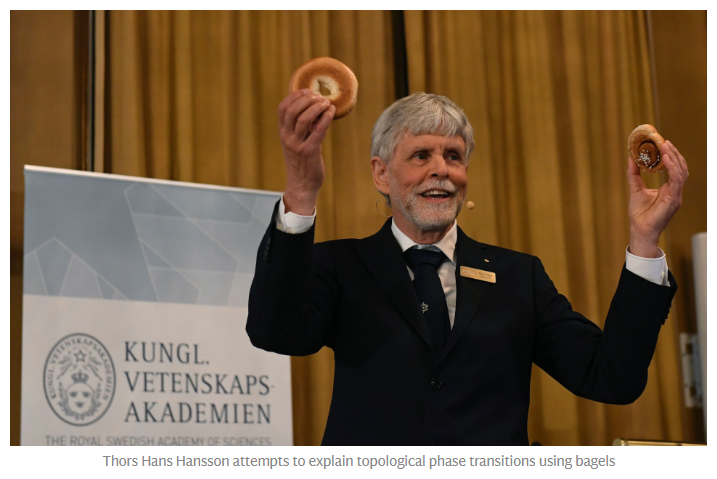 KUNGL.
VETENSKAPS-
AKADEMIEN
THE ROYAL SWEDISH ACADEMY OF SCIENCES
Thors Hans Hansson attempts to explain topological phase transitions using bagels